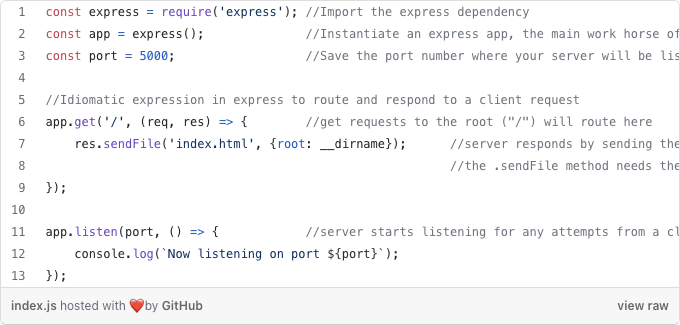 1 const express = require('express'); //Import the express dependency
2 const app = express(); //Instantiate an express app, the main work horse of
3 const port = 5000; //Save the port number where your server will be
4
5 //Idiomatic expression in express to route and respond to a client request
6 app.get('/', (req, res) => { //get requests to the root ("/") will route here
7 res.sendFile('index.html', {root: __dirname}); //server responds by sending the
8 //the .sendFile method needs the
9 });
10
11 app.listen(port, () => { //server starts listening for any attempts from a
12 console.log(`Now listening on port ${port}`);
13 });
index.js hosted with ❤ by GitHub
view raw